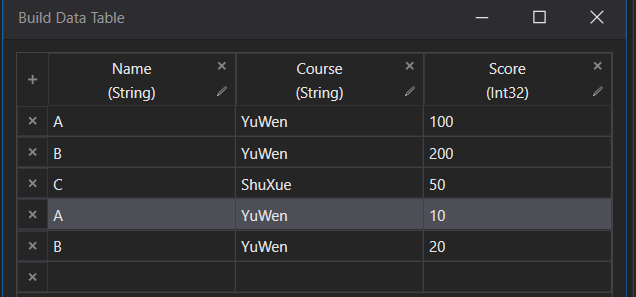 Build Data Table
Name Course Score
(String) (String) (Int32)
A YuWen 100
B YuWen 200
C ShuXue 50
A YuWen 10
B YuWen 20